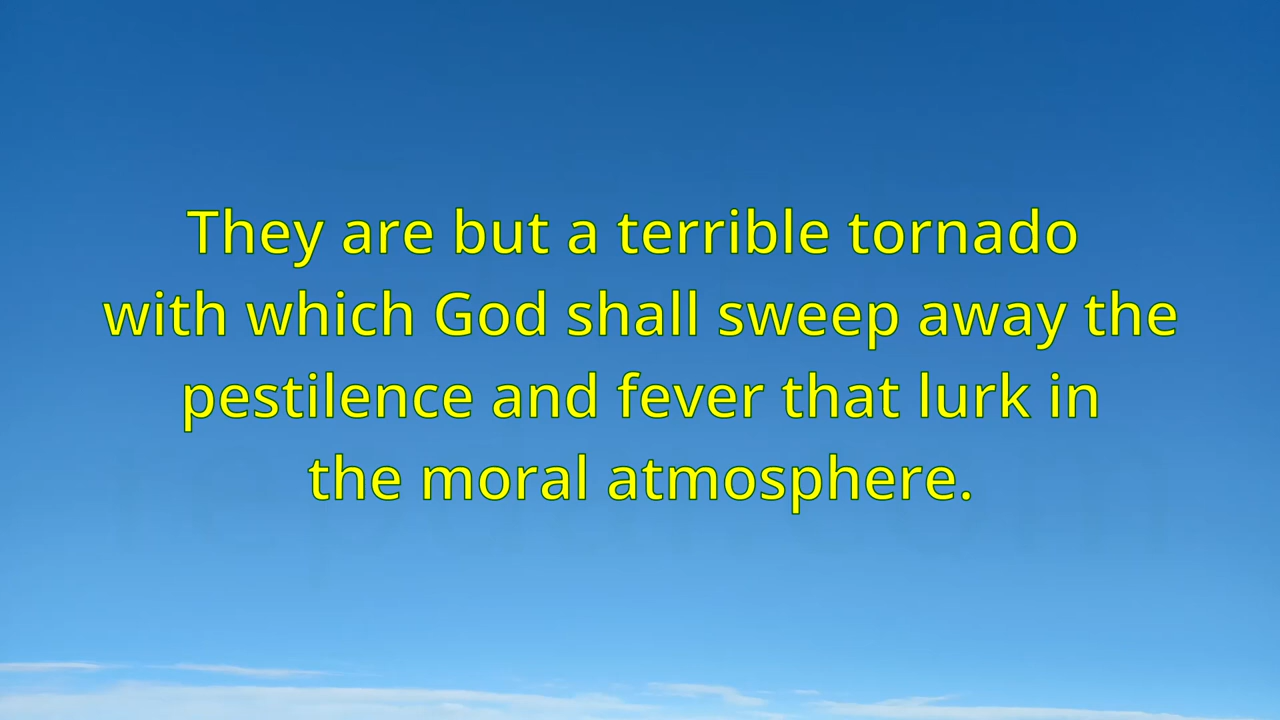 They are but a terrible tornado
with which God shall sweep away the
pestilence and fever that lurk in
the moral atmosphere.